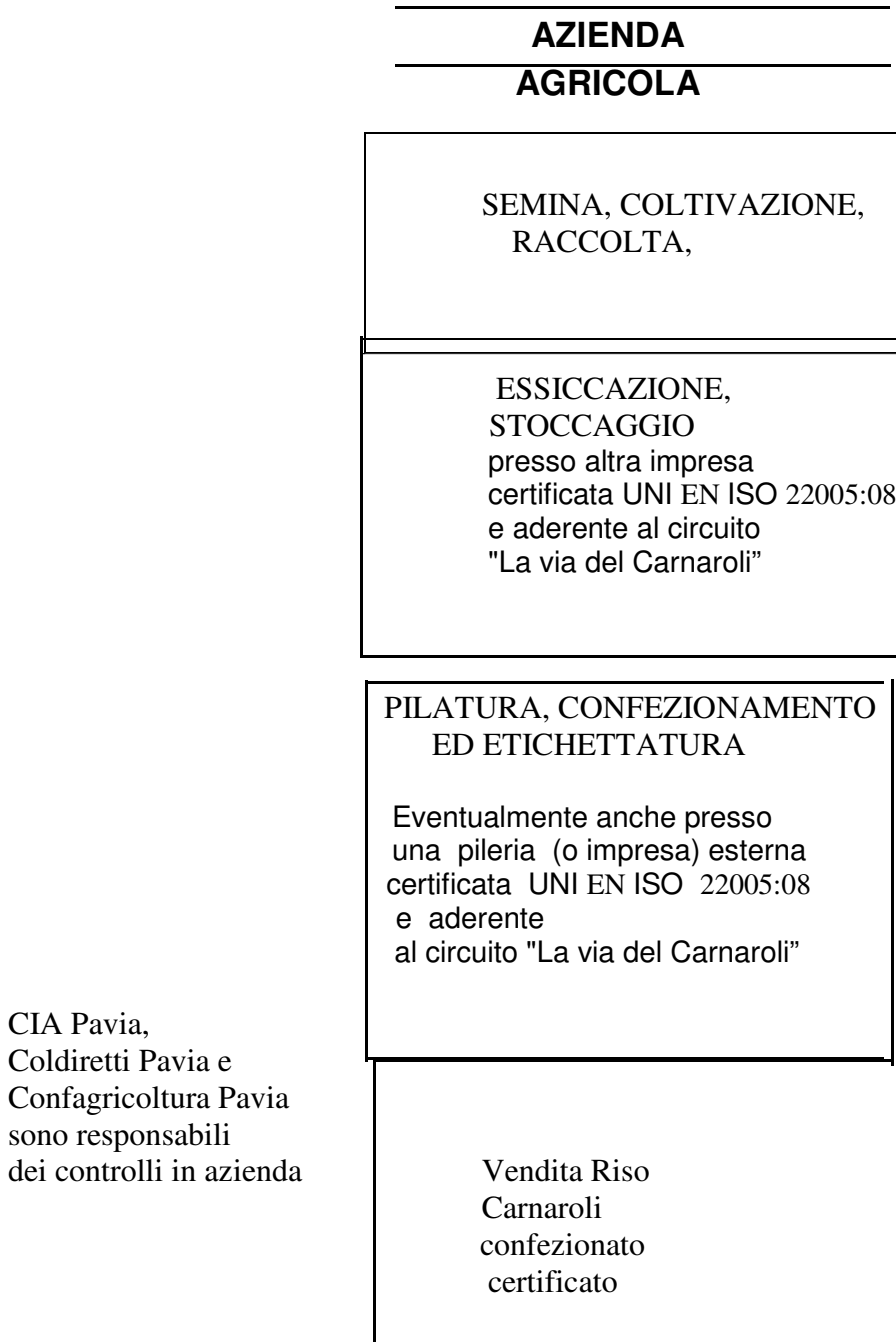 AZIENDA
AGRICOLA
SEMINA, COLTIVAZIONE,
RACCOLTA,
ESSICCAZIONE,
STOCCAGGIO
presso altra impresa
certificata UNI EN ISO 22005:08
e aderente al circuito
"La via del Carnaroli”
PILATURA, CONFEZIONAMENTO
ED ETICHETTATURA
Eventualmente anche presso
una pileria (o impresa) esterna
certificata UNI EN ISO 22005:08
e aderente
al circuito "La via del Carnaroli”
CIA Pavia,
Coldiretti Pavia e
Confagricoltura Pavia
sono responsabili
dei controlli in azienda
Vendita Riso
Carnaroli
confezionato
certificato